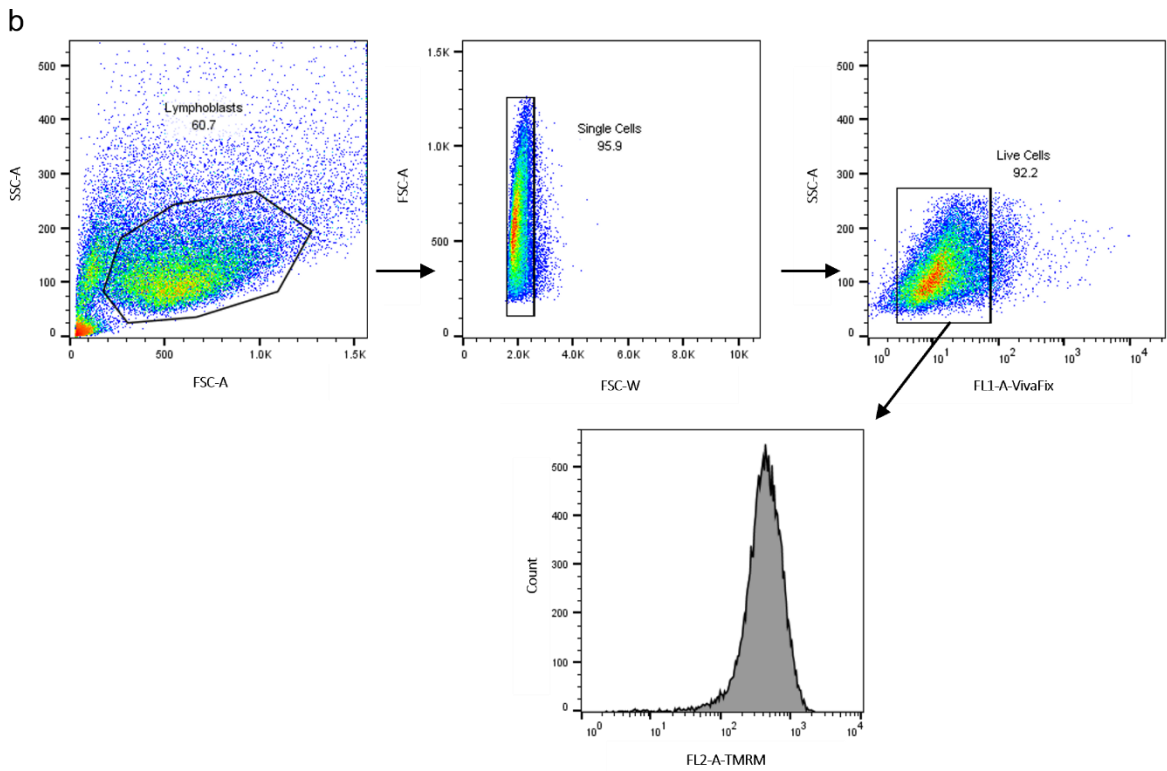 b
SSC-A
500
400
300
200
100
0
Lymphoblasts
60.7
0
500
1.0K
1.5K
FSC-A
FSC-A
1.5K
1.0K
500
0
Single Cells
95.9
0
2.0K
4.0K
6.0K
8.0K
10K
FSC-W
SSC-A
500
400
300
200
100
0
Live Cells
92.2
10^0
10^1
10^2
10^3
10^4
FL1-A-VivaFix
Count
500
400
300
200
100
0
10^0
10^1
10^2
10^3
10^4
FL2-A-TMRM